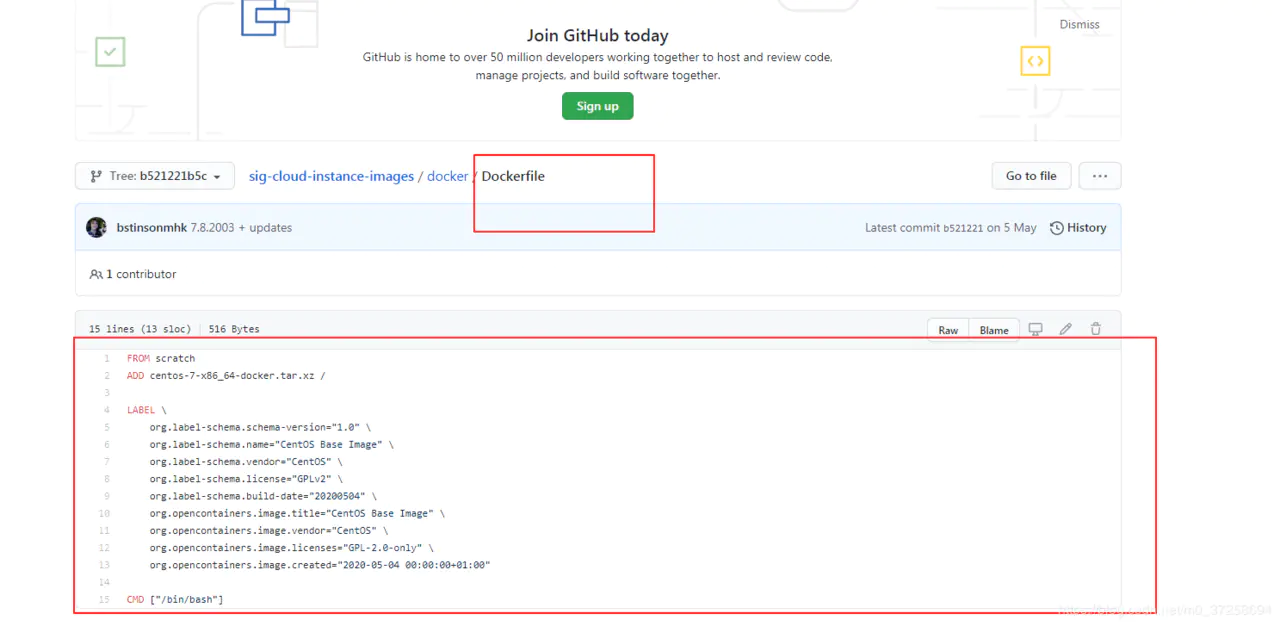 Join GitHub today
Dismiss
GitHub is home to over 50 million developers working together to host and review code,
manage projects, and build software together.
Sign up
Tree: b521221b5c
sig-cloud-instance-images / docker / Dockerfile
Go to file
...
bstinsonmhk 7.8.2003 + updates
Latest commit b521221 on 5 May
History
1 contributor
15 lines (13 sloc) 516 Bytes
Raw
Blame
1 FROM scratch
2 ADD centos-7-x86_64-docker.tar.xz /
3
4 LABEL \
5 org.label-schema.schema-version="1.0" \
6 org.label-schema.name="CentOS Base Image" \
7 org.label-schema.vendor="CentOS" \
8 org.label-schema.license="GPLv2" \
9 org.label-schema.build-date="20200504" \
10 org.opencontainers.image.title="CentOS Base Image" \
11 org.opencontainers.image.vendor="CentOS" \
12 org.opencontainers.image.licenses="GPL-2.0-only" \
13 org.opencontainers.image.created="2020-05-04 00:00:00+01:00"
14
15 CMD ["/bin/bash"]
https://blog.csdn.net/m0_37258694